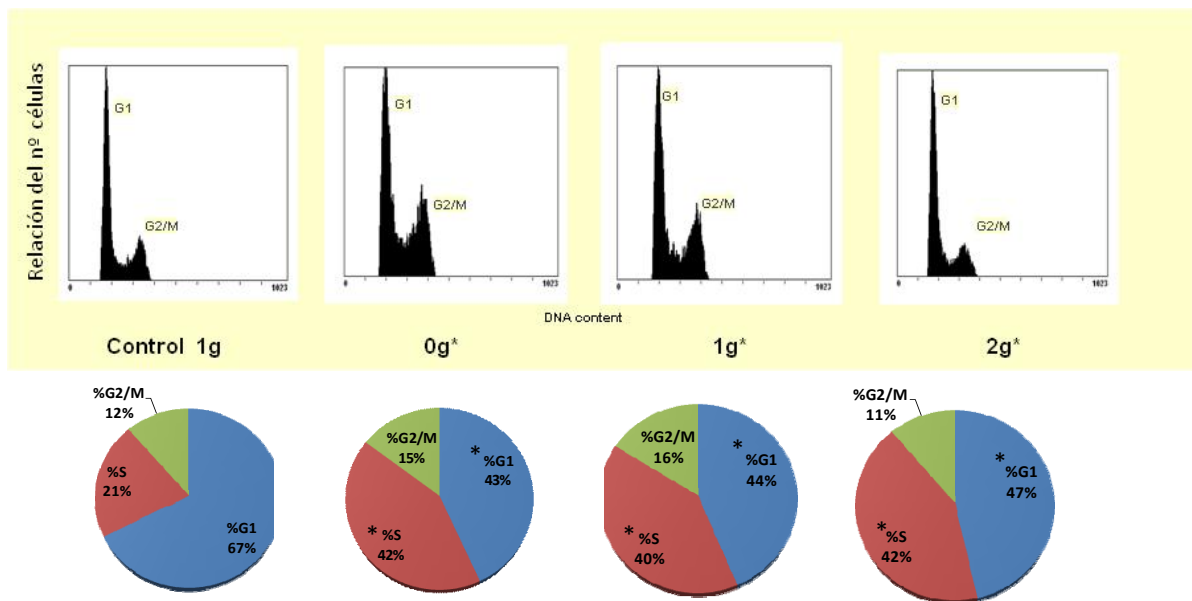 Relación del nº células
G1
G2/M
0
1023
G1
G2/M
0
1023
G1
G2/M
0
1023
G1
G2/M
0
1023
DNA content
Control 1g
0g*
1g*
2g*
%G2/M
12%
%S
21%
%G1
67%
%G2/M
15%
* %G1
43%
* %S
42%
%G2/M
16%
* %G1
44%
* %S
40%
%G2/M
11%
* %G1
47%
* %S
42%